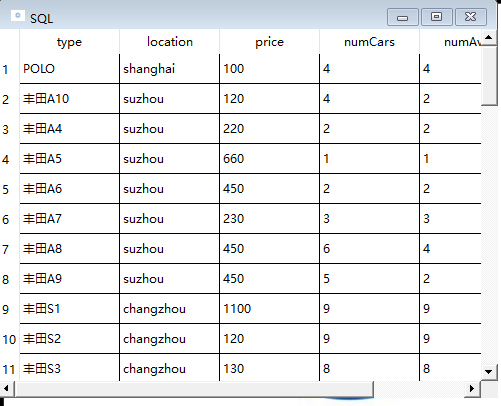 SQL
type location price numCars numAv
1 POLO shanghai 100 4 4
2 丰田A10 suzhou 120 4 2
3 丰田A4 suzhou 220 2 2
4 丰田A5 suzhou 660 1 1
5 丰田A6 suzhou 450 2 2
6 丰田A7 suzhou 230 3 3
7 丰田A8 suzhou 450 6 4
8 丰田A9 suzhou 450 5 2
9 丰田S1 changzhou 1100 9 9
10 丰田S2 changzhou 120 9 9
11 丰田S3 changzhou 130 8 8